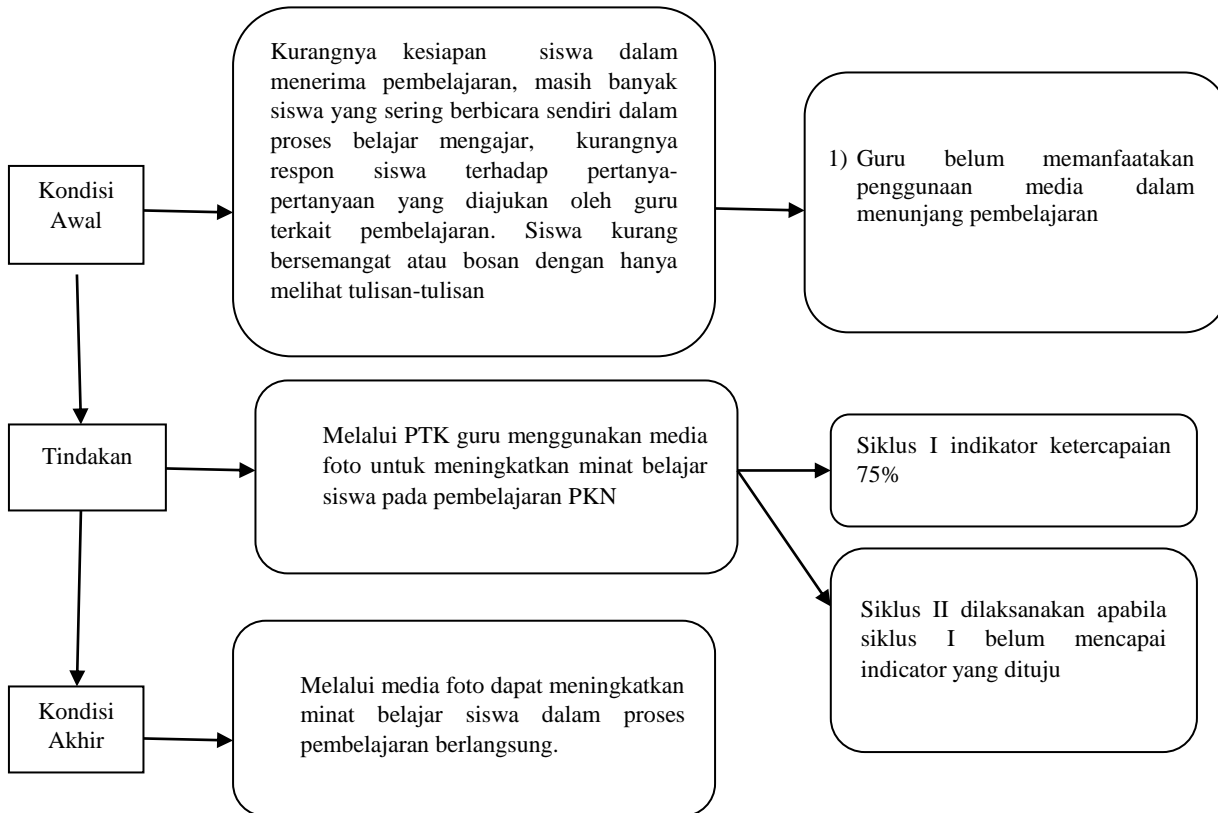 Kondisi
Awal
Kurangnya kesiapan siswa dalam
menerima pembelajaran, masih banyak
siswa yang sering berbicara sendiri dalam
proses belajar mengajar, kurangnya
respon siswa terhadap pertanya-
pertanyaan yang diajukan oleh guru
terkait pembelajaran. Siswa kurang
bersemangat atau bosan dengan hanya
melihat tulisan-tulisan
1) Guru belum memanfaatakan
penggunaan media dalam
menunjang pembelajaran
Tindakan
Melalui PTK guru menggunakan media
foto untuk meningkatkan minat belajar
siswa pada pembelajaran PKN
Siklus I indikator ketercapaian
75%
Siklus II dilaksanakan apabila
siklus I belum mencapai
indicator yang dituju
Kondisi
Akhir
Melalui media foto dapat meningkatkan
minat belajar siswa dalam proses
pembelajaran berlangsung.